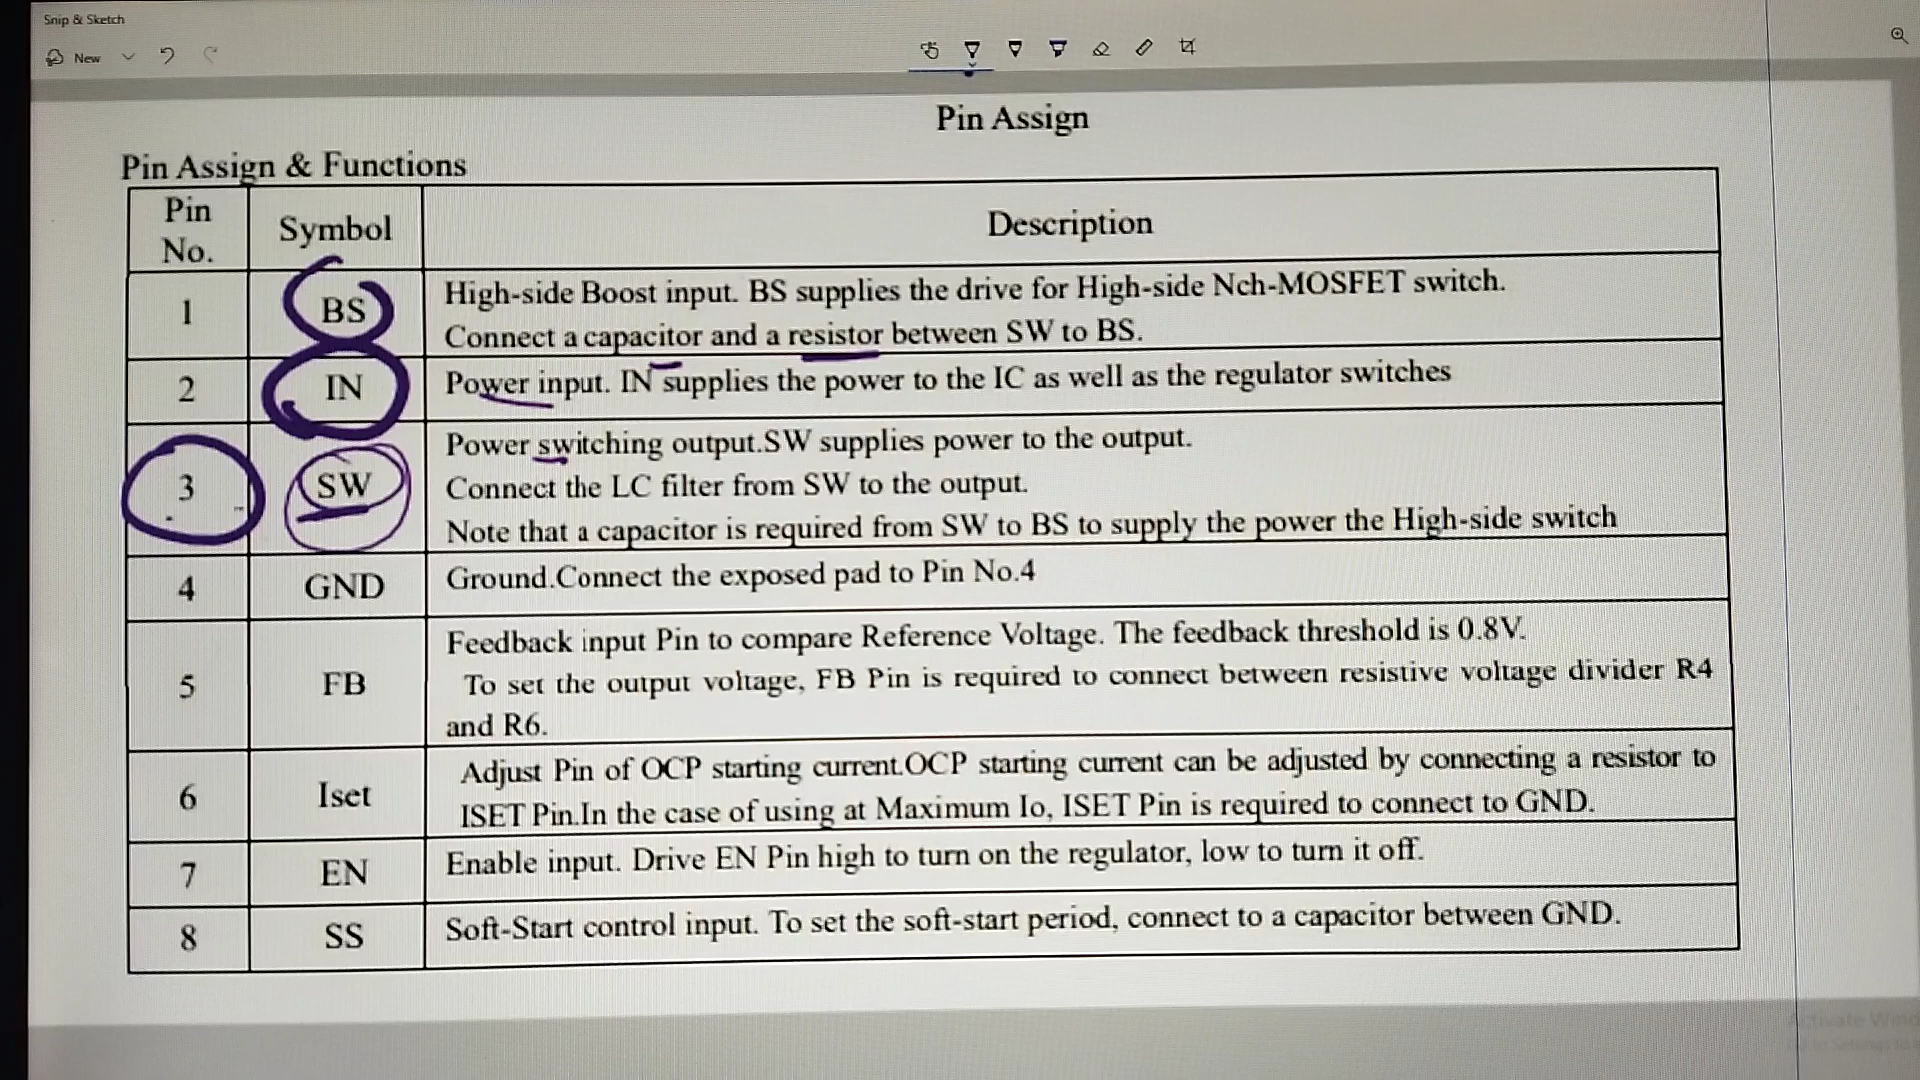 Snip & Sketch
New
Pin Assign
Pin Assign & Functions
Pin No.
Symbol
Description
1
BS
High-side Boost input. BS supplies the drive for High-side Nch-MOSFET switch.
Connect a capacitor and a resistor between SW to BS.
2
IN
Power input. IN supplies the power to the IC as well as the regulator switches
3
SW
Power switching output.SW supplies power to the output.
Connect the LC filter from SW to the output.
Note that a capacitor is required from SW to BS to supply the power the High-side switch
4
GND
Ground.Connect the exposed pad to Pin No.4
5
FB
Feedback input Pin to compare Reference Voltage. The feedback threshold is 0.8V.
To set the output voltage, FB Pin is required to connect between resistive voltage divider R4
and R6.
6
Iset
Adjust Pin of OCP starting current.OCP starting current can be adjusted by connecting a resistor to
ISET Pin.In the case of using at Maximum Io, ISET Pin is required to connect to GND.
7
EN
Enable input. Drive EN Pin high to turn on the regulator, low to turn it off.
8
SS
Soft-Start control input. To set the soft-start period, connect to a capacitor between GND.
Activate Wind